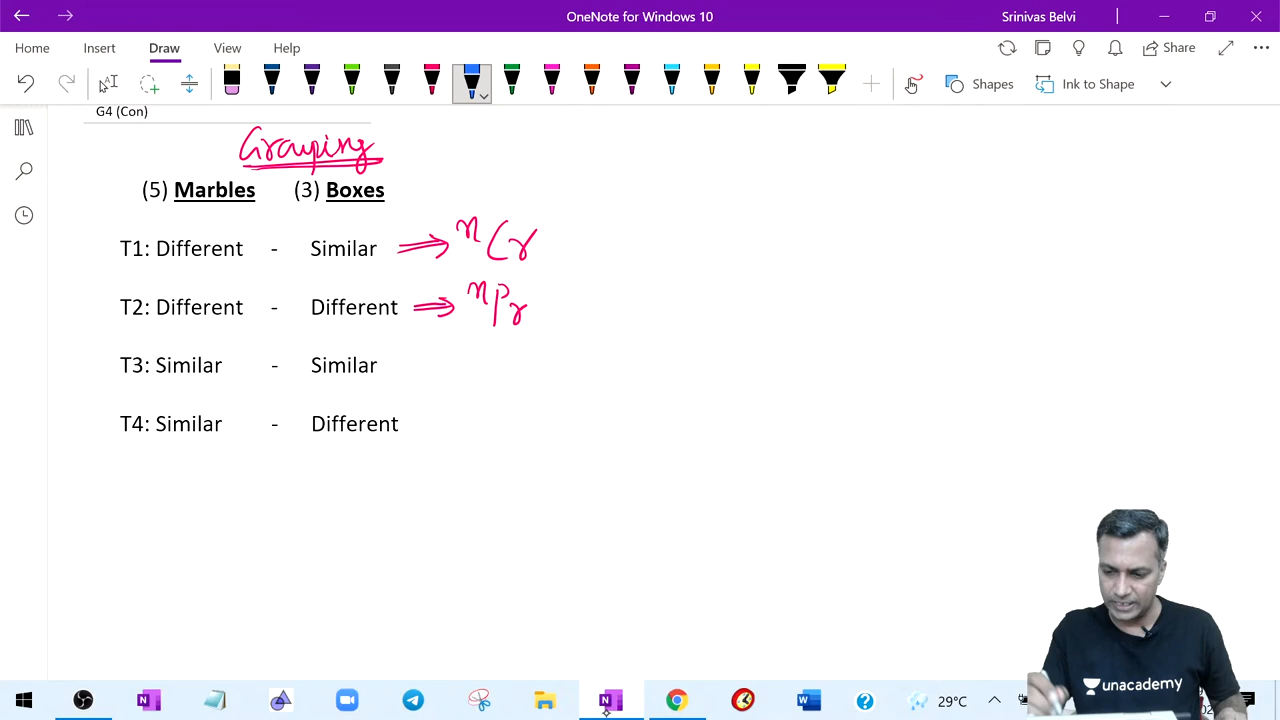 OneNote for Windows 10
Srinivas Belvi
Home Insert Draw View Help
Share
Shapes
Ink to Shape
G4 (Con)
Grouping
(5) Marbles (3) Boxes
T1: Different - Similar ⇒ nCr
T2: Different - Different ⇒ nPr
T3: Similar - Similar
T4: Similar - Different
unacademy
29°C